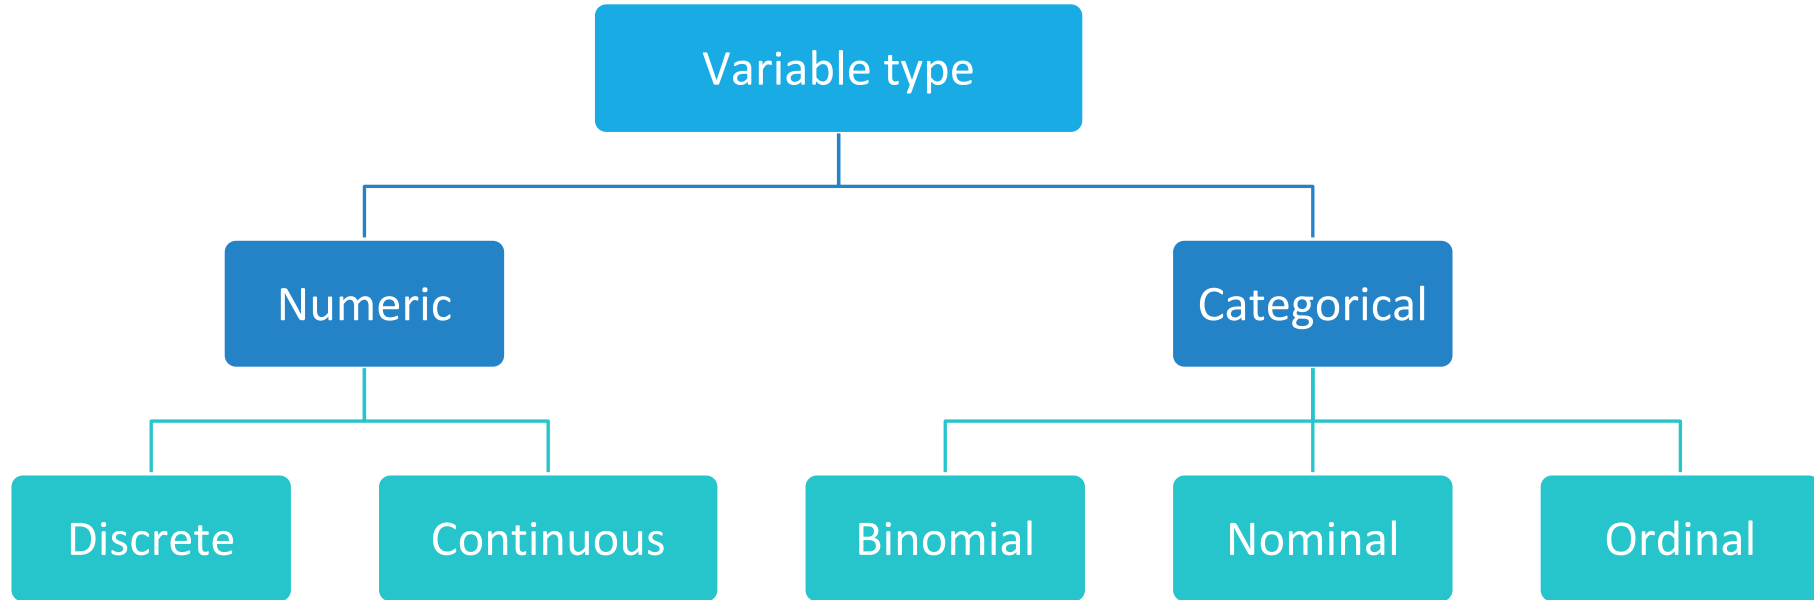 Variable type
Numeric
Categorical
Discrete
Continuous
Binomial
Nominal
Ordinal